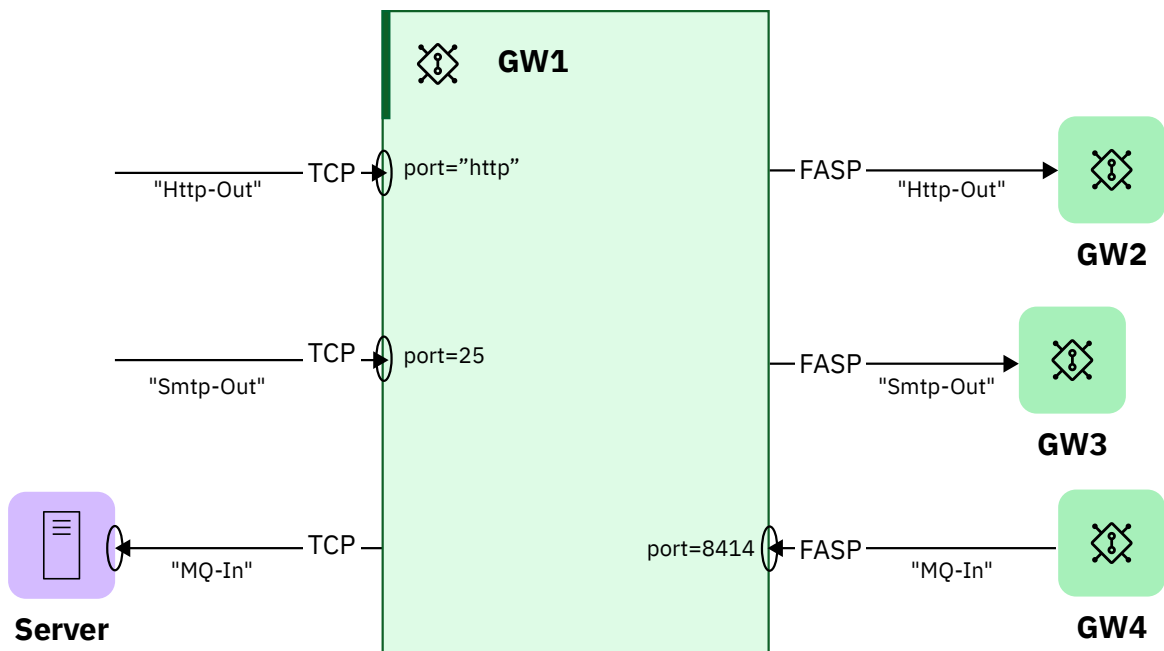 GW1
TCP
port=”http”
"Http-Out"
FASP
"Http-Out"
GW2
TCP
port=25
"Smtp-Out"
FASP
"Smtp-Out"
GW3
TCP
"MQ-In"
Server
port=8414
FASP
"MQ-In"
GW4